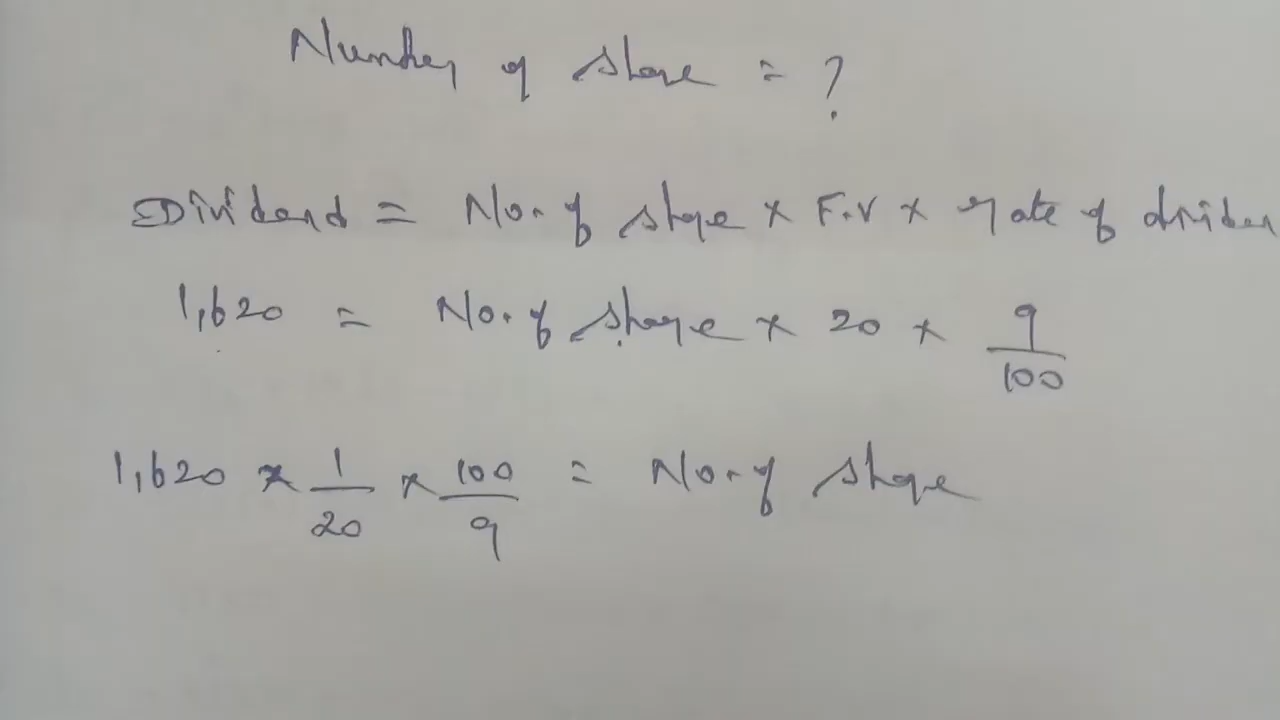 Number of share = ?
Dividend = No. of share × F.V × rate of dividen
1,620 = No. of share × 20 × 9/100
1,620 × 1/20 × 100/9 = No. of share